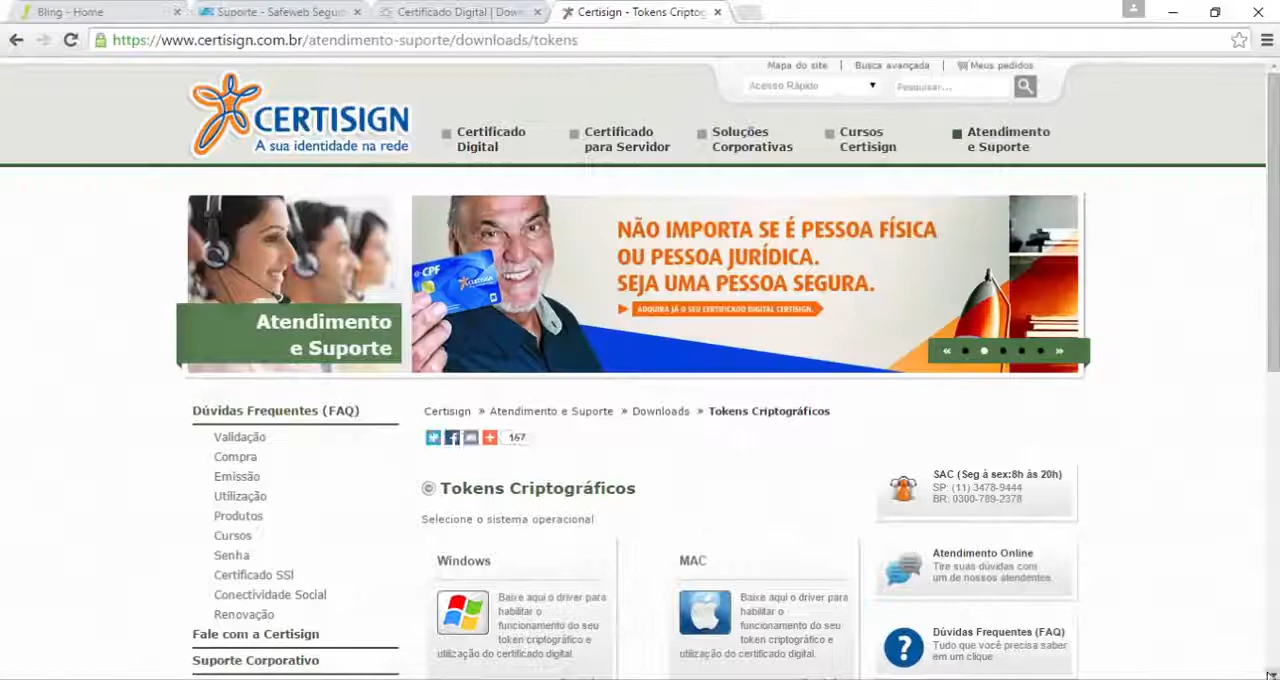 Bling - Home
Suporte - Safeweb Segur
Certificado Digital | Dow
Certisign - Tokens Criptog
https://www.certisign.com.br/atendimento-suporte/downloads/tokens
Mapa do site | Busca avançada | Meus pedidos
Acesso Rápido
Pesquisar...
CERTISIGN
A sua identidade na rede
Certificado
Digital
Certificado
para Servidor
Soluções
Corporativas
Cursos
Certisign
Atendimento
e Suporte
Atendimento
e Suporte
e-CPF
CERTISIGN
NÃO IMPORTA SE É PESSOA FÍSICA
OU PESSOA JURÍDICA.
SEJA UMA PESSOA SEGURA.
ADQUIRA JÁ O SEU CERTIFICADO DIGITAL CERTISIGN.
Dúvidas Frequentes (FAQ)
Validação
Compra
Emissão
Utilização
Produtos
Cursos
Senha
Certificado SSl
Conectividade Social
Renovação
Fale com a Certisign
Suporte Corporativo
Certisign » Atendimento e Suporte » Downloads » Tokens Criptográficos
167
Tokens Criptográficos
Selecione o sistema operacional
Windows
Baixe aqui o driver para
habilitar o
funcionamento do seu
token criptográfico e
utilização do certificado digital.
MAC
Baixe aqui o driver para
habilitar o
funcionamento do seu
token criptográfico e
utilização do certificado digital.
SAC (Seg à sex:8h às 20h)
SP: (11) 3478-9444
BR: 0300-789-2378
Atendimento Online
Tire suas dúvidas com
um de nossos atendentes.
Dúvidas Frequentes (FAQ)
Tudo que você precisa saber
em um clique